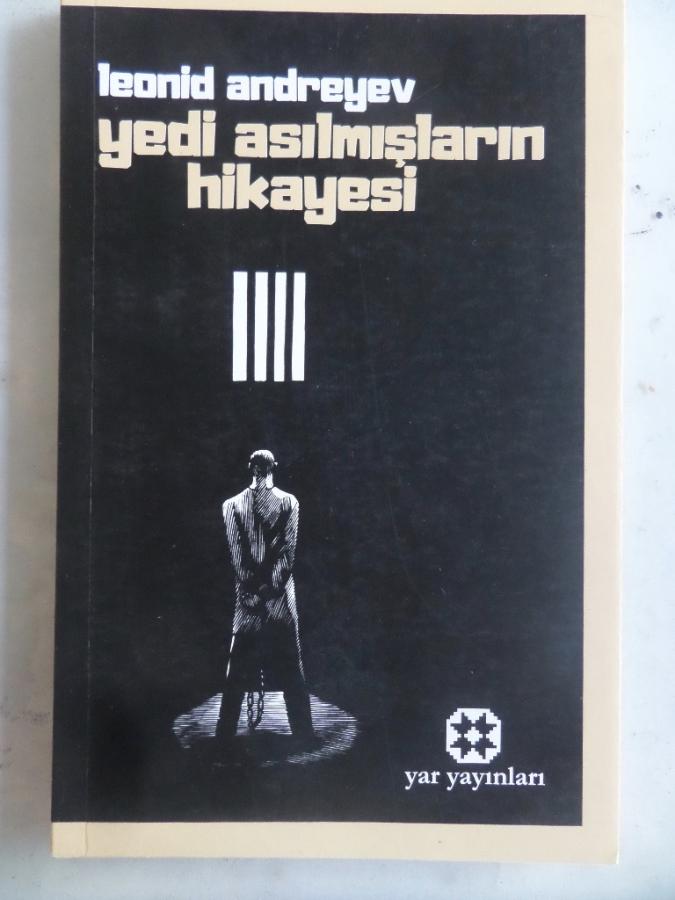 leonid andreyev
yedi asılmışların
hikayesi
yar yayınları